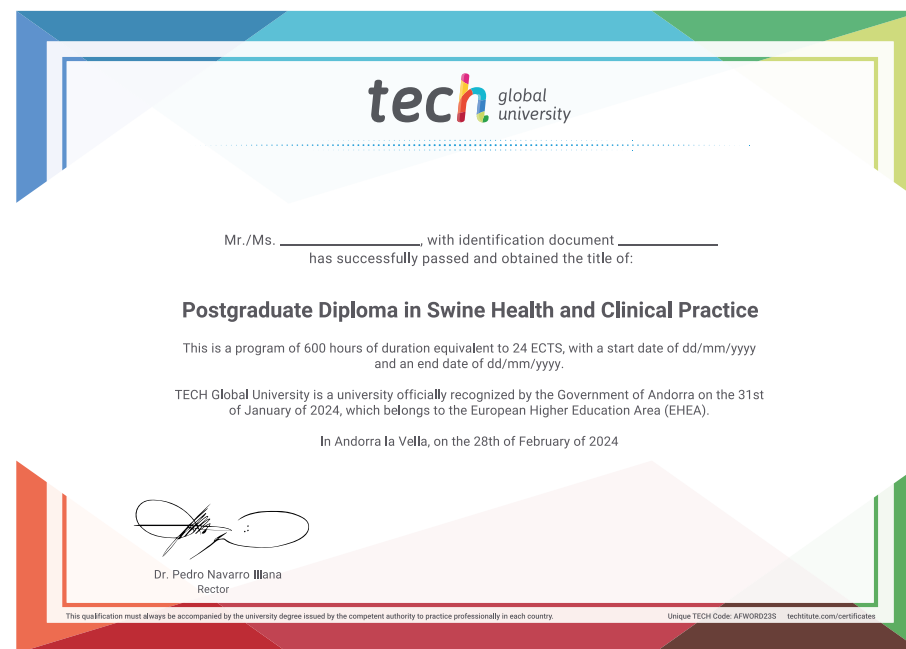 tech global university
Mr./Ms. , with identification document
has successfully passed and obtained the title of:
Postgraduate Diploma in Swine Health and Clinical Practice
This is a program of 600 hours of duration equivalent to 24 ECTS, with a start date of dd/mm/yyyy
and an end date of dd/mm/yyyy.
TECH Global University is a university officially recognized by the Government of Andorra on the 31st
of January of 2024, which belongs to the European Higher Education Area (EHEA).
In Andorra la Vella, on the 28th of February of 2024
Dr. Pedro Navarro Illana
Rector
This qualification must always be accompanied by the university degree issued by the competent authority to practice professionally in each country.
Unique TECH Code: AFWORD23S techtitute.com/certificates